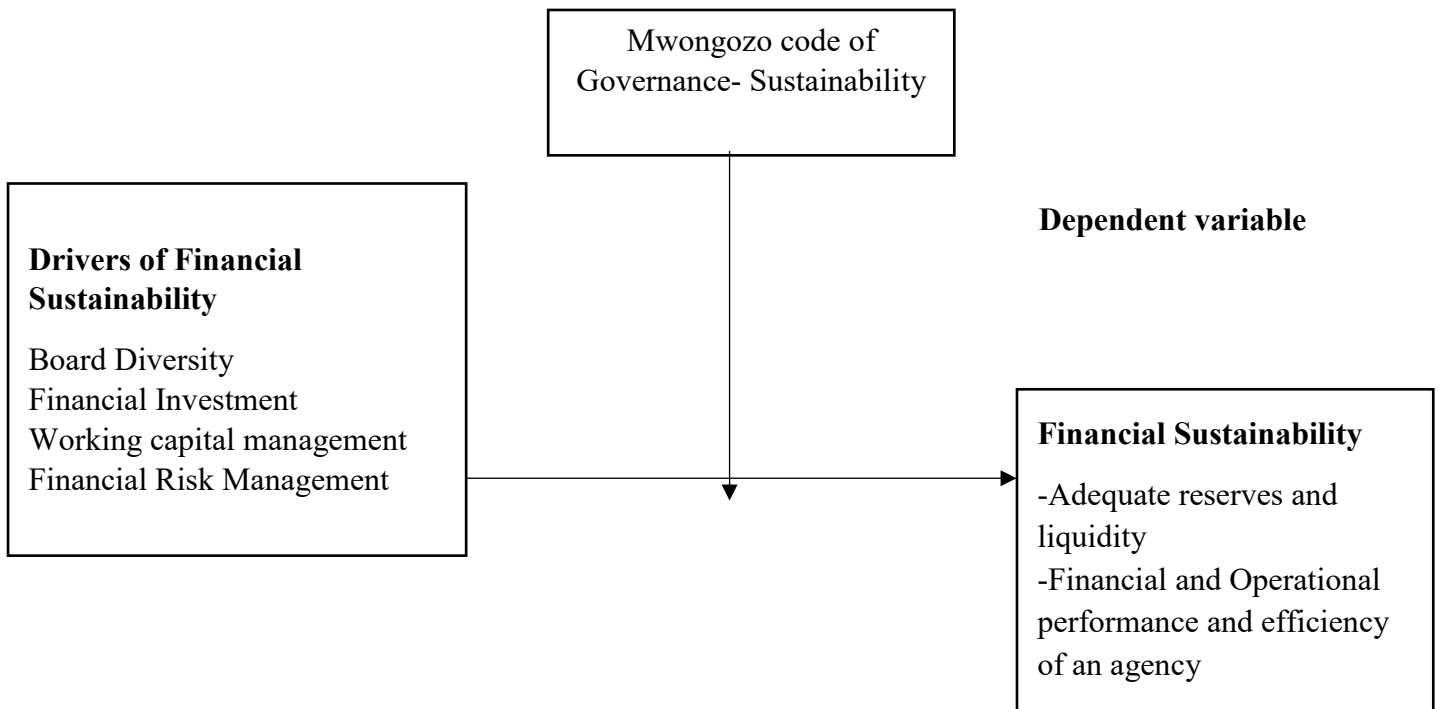 Mwongozo code of
Governance- Sustainability
Dependent variable
Drivers of Financial
Sustainability
Board Diversity
Financial Investment
Working capital management
Financial Risk Management
Financial Sustainability
-Adequate reserves and
liquidity
-Financial and Operational
performance and efficiency
of an agency